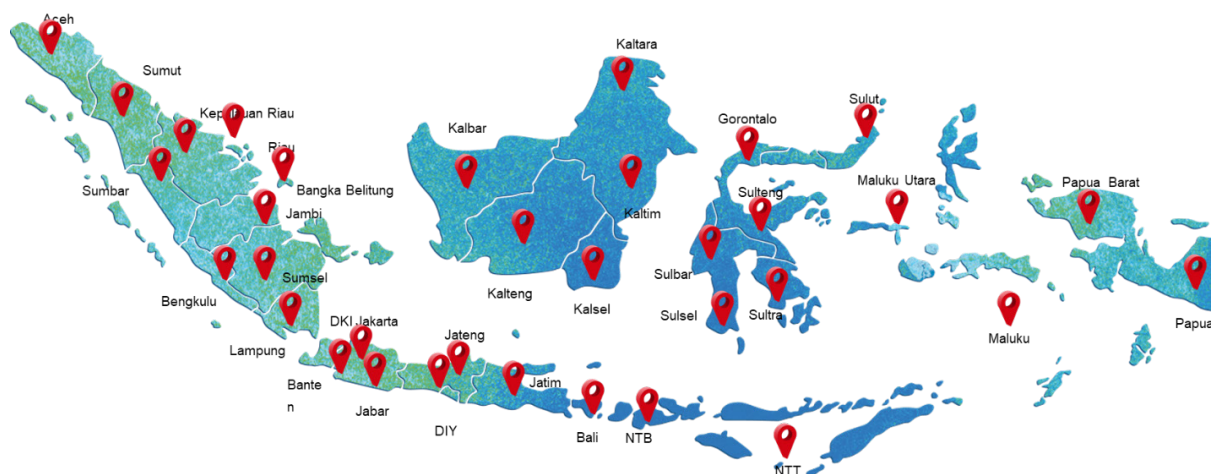 Aceh
Sumut
Kepulauan Riau
Riau
Sumbar
Bangka Belitung
Jambi
Bengkulu
Sumsel
Lampung
DKI Jakarta
Bante
n
Jabar
Jateng
DIY
Jatim
Bali
NTB
NTT
Kalbar
Kaltara
Kaltim
Kalteng
Kalsel
Gorontalo
Sulut
Sulteng
Sulbar
Sulsel
Sultra
Maluku Utara
Maluku
Papua Barat
Papua